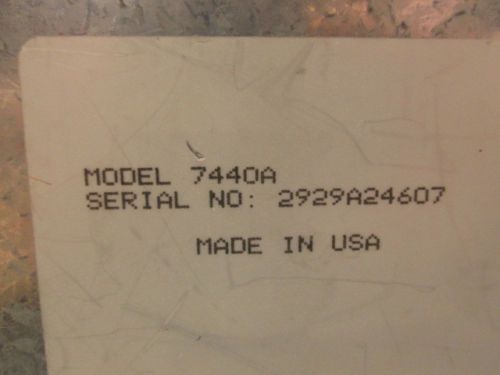 MODEL 7440A
SERIAL NO: 2929A24607
MADE IN USA